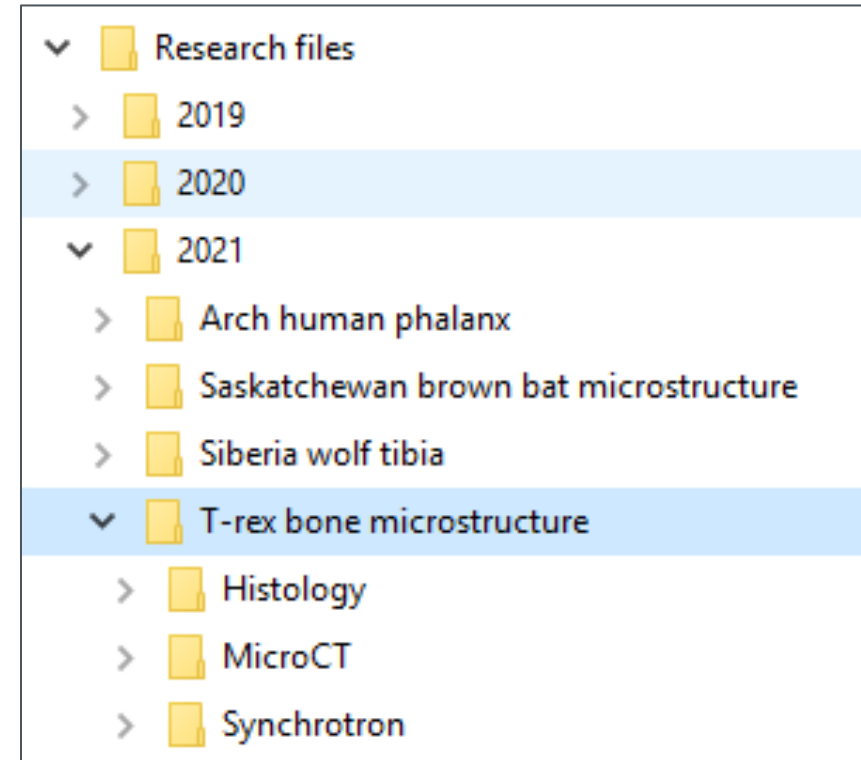 Research files
2019
2020
2021
Arch human phalanx
Saskatchewan brown bat microstructure
Siberia wolf tibia
T-rex bone microstructure
Histology
MicroCT
Synchrotron